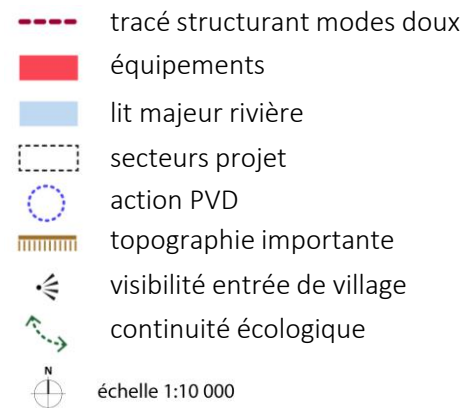 tracé structurant modes doux
équipements
lit majeur rivière
secteurs projet
action PVD
topographie importante
visibilité entrée de village
continuité écologique
N
échelle 1:10 000